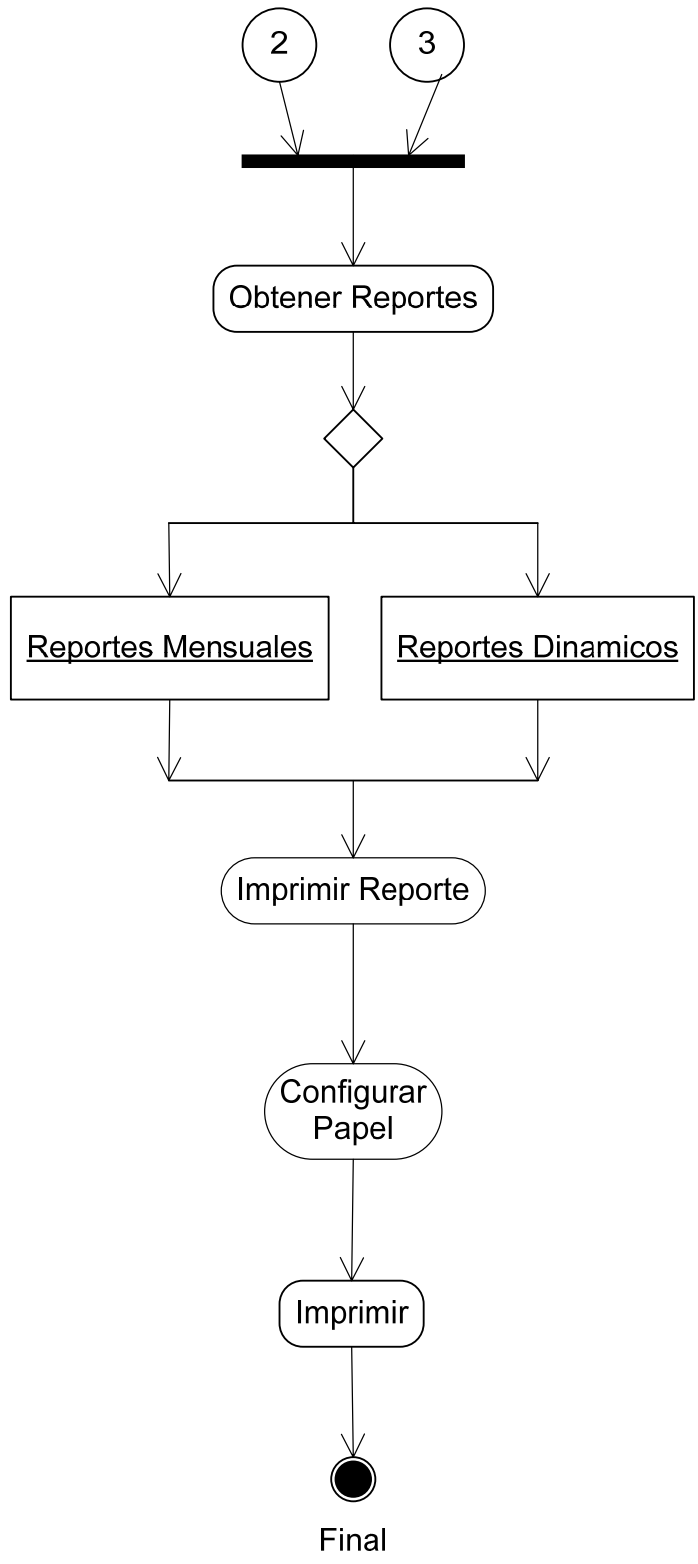 2
3
Obtener Reportes
Reportes Mensuales
Reportes Dinamicos
Imprimir Reporte
Configurar
Papel
Imprimir
Final